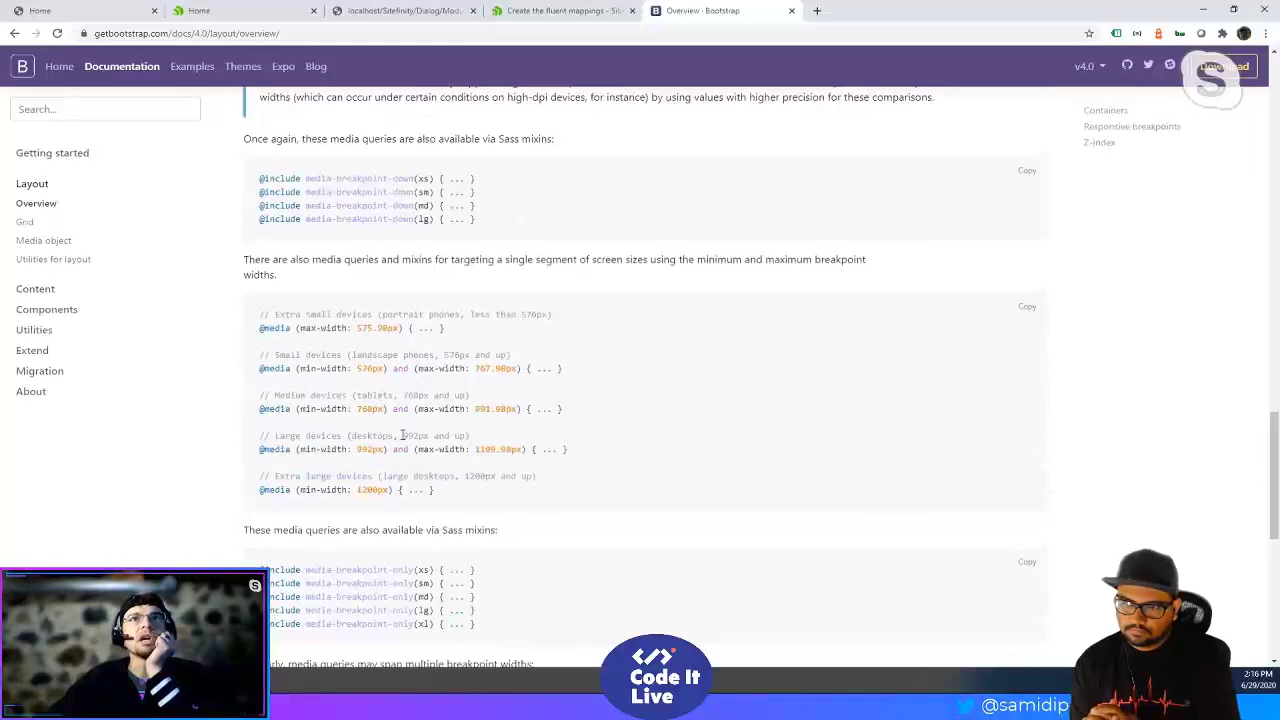 Home
Home
localhost/Sitefinity/Dialog/Mod
Create the fluent mappings - Sit
Overview · Bootstrap
getbootstrap.com/docs/4.0/layout/overview/
B
Home
Documentation
Examples
Themes
Expo
Blog
v4.0
Download
Search...
Getting started
Layout
Overview
Grid
Media object
Utilities for layout
Content
Components
Utilities
Extend
Migration
About
widths (which can occur under certain conditions on high-dpi devices, for instance) by using values with higher precision for these comparisons.
Once again, these media queries are also available via Sass mixins:
Copy
@include media-breakpoint-down(xs) { ... }
@include media-breakpoint-down(sm) { ... }
@include media-breakpoint-down(md) { ... }
@include media-breakpoint-down(lg) { ... }
There are also media queries and mixins for targeting a single segment of screen sizes using the minimum and maximum breakpoint
widths.
Copy
// Extra small devices (portrait phones, less than 576px)
@media (max-width: 575.98px) { ... }
// Small devices (landscape phones, 576px and up)
@media (min-width: 576px) and (max-width: 767.98px) { ... }
// Medium devices (tablets, 768px and up)
@media (min-width: 768px) and (max-width: 991.98px) { ... }
// Large devices (desktops, 992px and up)
@media (min-width: 992px) and (max-width: 1199.98px) { ... }
// Extra large devices (large desktops, 1200px and up)
@media (min-width: 1200px) { ... }
These media queries are also available via Sass mixins:
Copy
@include media-breakpoint-only(xs) { ... }
@include media-breakpoint-only(sm) { ... }
@include media-breakpoint-only(md) { ... }
@include media-breakpoint-only(lg) { ... }
@include media-breakpoint-only(xl) { ... }
media queries may span multiple breakpoint widths:
Containers
Responsive breakpoints
Z-index
Code It
Live
2:16 PM
6/29/2020
@samidip